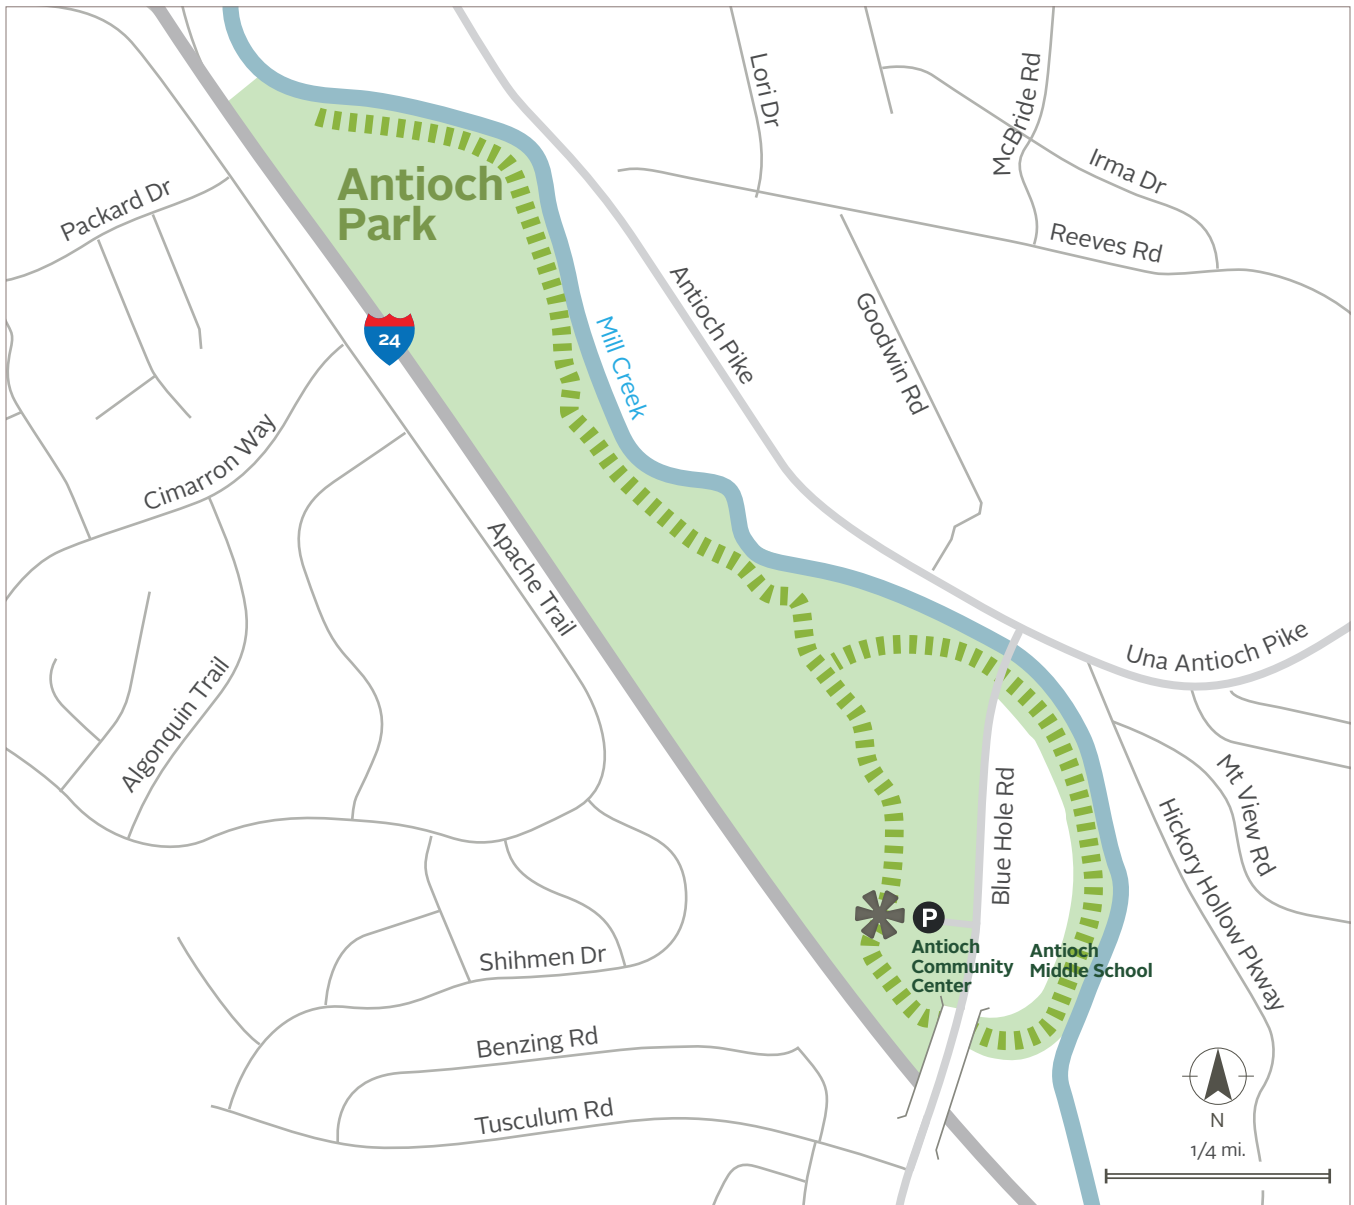 Lori Dr
McBride Rd
Irma Dr
Antioch
Park
Packard Dr
Reeves Rd
Antioch Pike
Goodwin Rd
24
Mill Creek
Cimarron Way
Apache Trail
Una Antioch Pike
Algonquin Trail
Mt View Rd
Blue Hole Rd
Hickory Hollow Pkway
P
Antioch
Community
Center
Antioch
Middle School
Shihmen Dr
Benzing Rd
Tusculum Rd
N
1/4 mi.